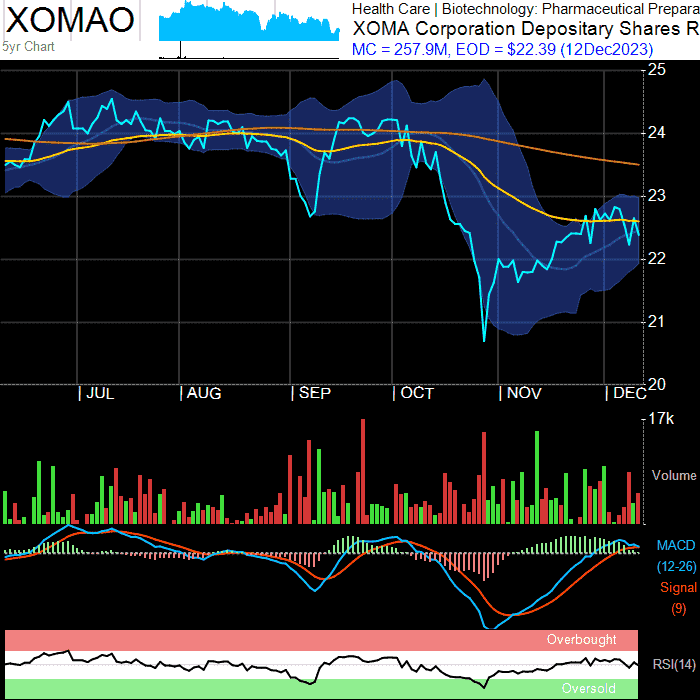 XOMAO
5yr Chart
Health Care | Biotechnology: Pharmaceutical Prepara
XOMA Corporation Depositary Shares R
MC = 257.9M, EOD = $22.39 (12Dec2023)
25
24
23
22
21
20
| JUL | AUG | SEP | OCT | NOV | DEC
17k
Volume
MACD
(12-26)
Signal
(9)
Overbought
RSI(14)
Oversold